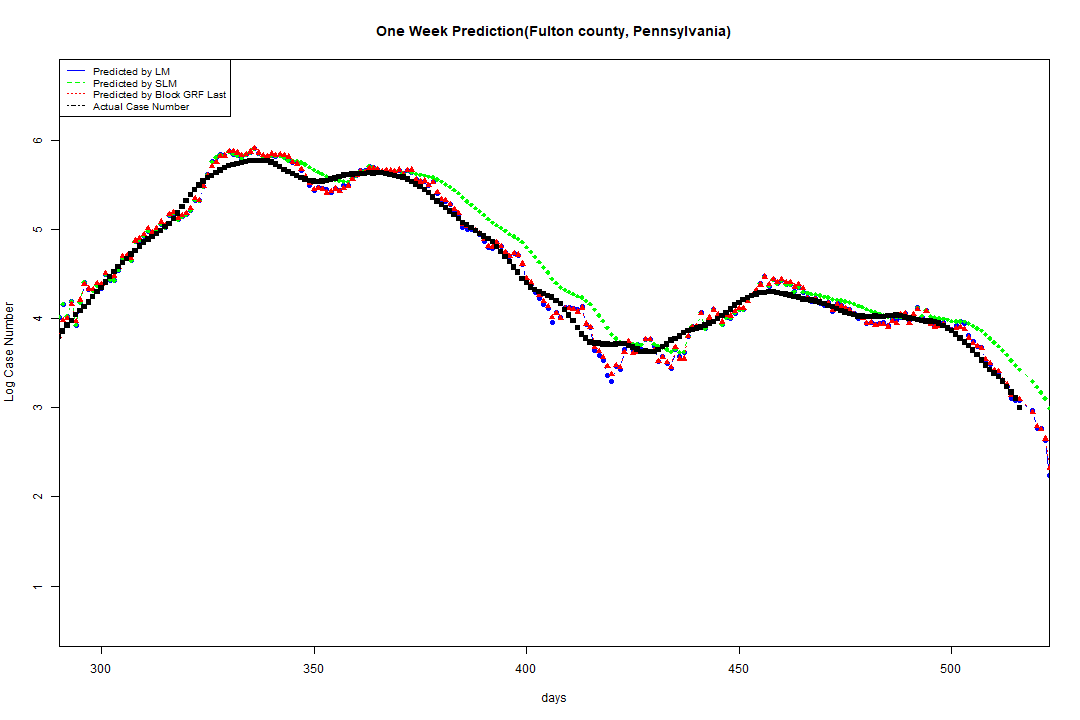 One Week Prediction(Fulton county, Pennsylvania)
Predicted by LM
Predicted by SLM
Predicted by Block GRF Last
Actual Case Number
6
5
4
3
2
1
Log Case Number
300 350 400 450 500
days